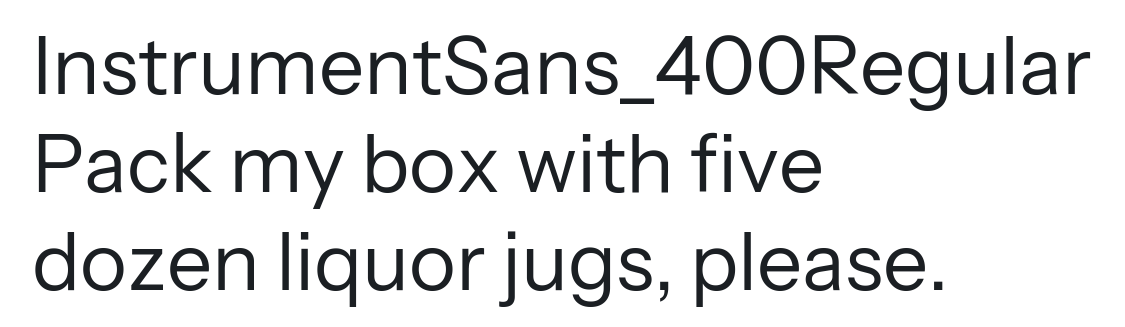 InstrumentSans_400Regular
Pack my box with five
dozen liquor jugs, please.